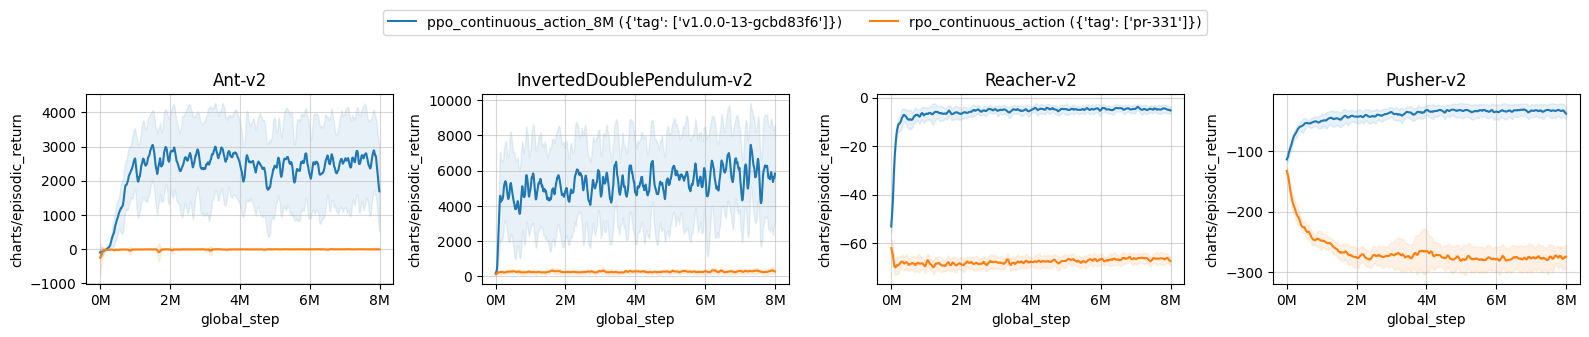 ppo_continuous_action_8M ({'tag': ['v1.0.0-13-gcbd83f6']})
rpo_continuous_action ({'tag': ['pr-331']})
Ant-v2
charts/episodic_return
4000
3000
2000
1000
0
−1000
0M 2M 4M 6M 8M
global_step
InvertedDoublePendulum-v2
charts/episodic_return
10000
8000
6000
4000
2000
0
0M 2M 4M 6M 8M
global_step
Reacher-v2
charts/episodic_return
0
−20
−40
−60
0M 2M 4M 6M 8M
global_step
Pusher-v2
charts/episodic_return
−100
−200
−300
0M 2M 4M 6M 8M
global_step